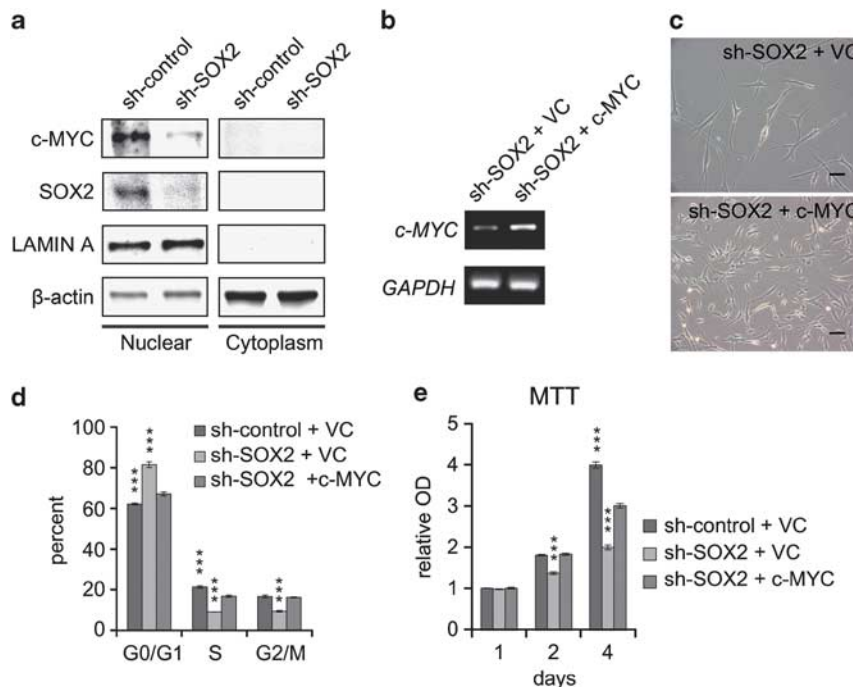 a
sh-control
sh-SOX2
sh-control
sh-SOX2
c-MYC
SOX2
LAMIN A
β-actin
Nuclear
Cytoplasm
b
sh-SOX2 + VC
sh-SOX2 + c-MYC
c-MYC
GAPDH
c
sh-SOX2 + VC
sh-SOX2 + c-MYC
d
100
80
60
40
20
0
percent
***
***
***
***
***
sh-control + VC
sh-SOX2 + VC
sh-SOX2 +c-MYC
G0/G1
S
G2/M
e
MTT
5
4
3
2
1
0
relative OD
***
***
***
sh-control + VC
sh-SOX2 + VC
sh-SOX2 + c-MYC
1
2
4
days